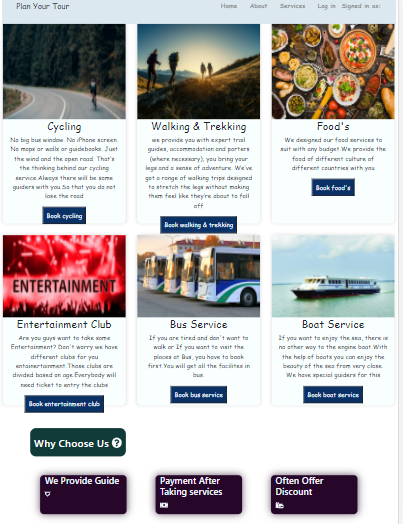 Plan Your Tour
Home About Services Log in Signed in as:
Cycling
No big bus window. No iPhone screen.
No maps or walk or guidebooks. Just
the wind and the open road. That's
the thinking behind our cycling
service.Always there will be some
guiders with you.So that you do not
lose the road
Book cycling
Walking & Trekking
we provide you with expert trail
guides, accommodation and porters
(where necessary); you bring your
legs and a sense of adventure. We've
got a range of walking trips designed
to stretch the legs without making
them feel like they're about to fall
off
Book walking & trekking
Food's
We designed our food services to
suit with any budget.We provide the
food of different culture of
different countries with you
Book food's
ENTERTAINMENT
Entertainment Club
Are you guys want to take some
Entertainment? Don't worry we have
different clubs for you
entainertainment.Those clubs are
divided based on age.Everybody will
need ticket to entry the clubs
Book entertainment club
Bus Service
If you are tired and don't want to
walk or If you want to visit the
places at Bus, you have to book
first.You will get all the facilites in
bus.
Book bus service
Boat Service
If you want to enjoy the sea, there is
no other way to the engine boat.With
the help of boats you can enjoy the
beauty of the sea from very close.
We have special guiders for this
Book boat service
Why Choose Us
We Provide Guide
Payment After
Taking services
Often Offer
Discount